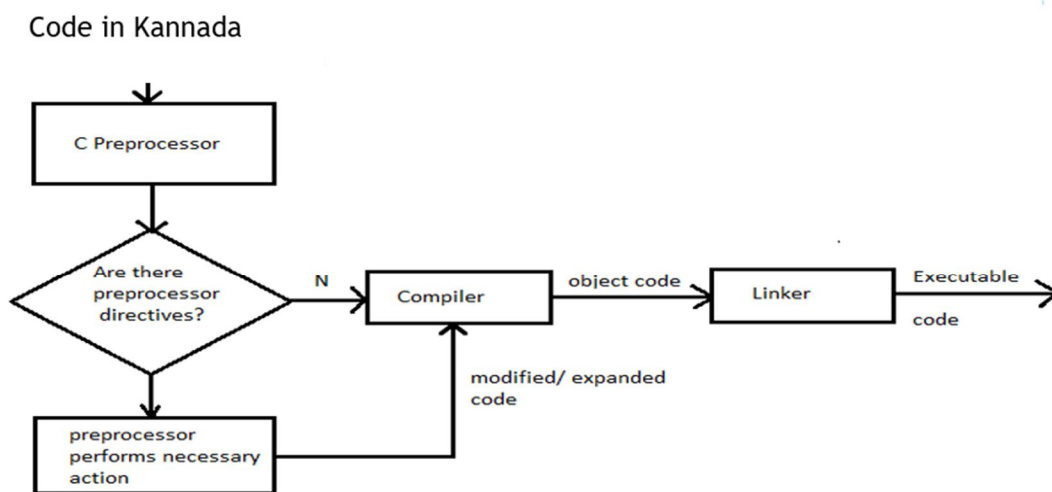 Code in Kannada
C Preprocessor
Are there
preprocessor
directives?
N
Compiler
object code
Linker
Executable
code
modified/ expanded
code
preprocessor
performs necessary
action